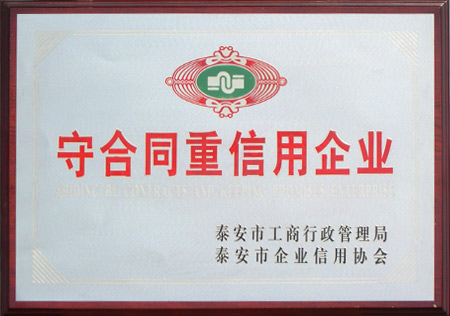 守合同重信用企业
泰安市工商行政管理局
泰安市企业信用协会